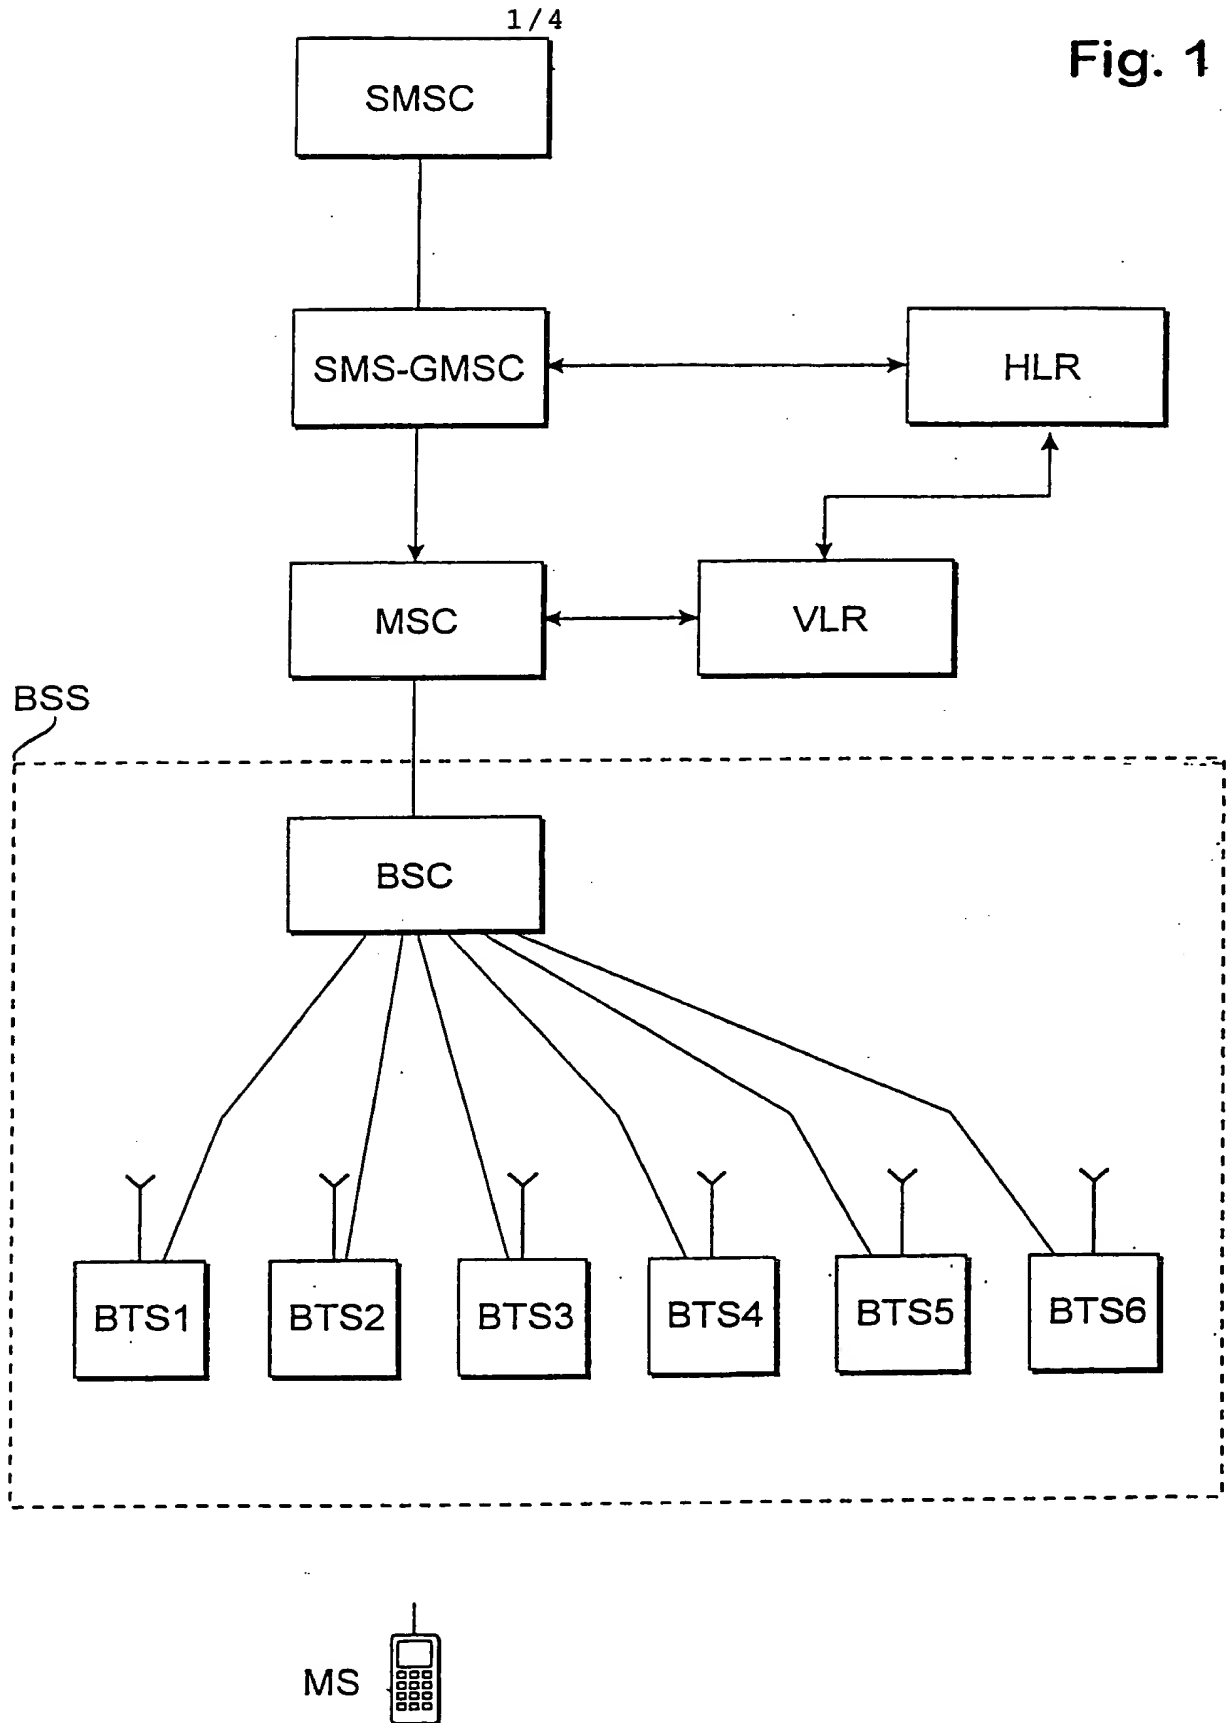 1/4
Fig. 1
SMSC
SMS-GMSC
HLR
MSC
VLR
BSS
BSC
BTS1
BTS2
BTS3
BTS4
BTS5
BTS6
MS